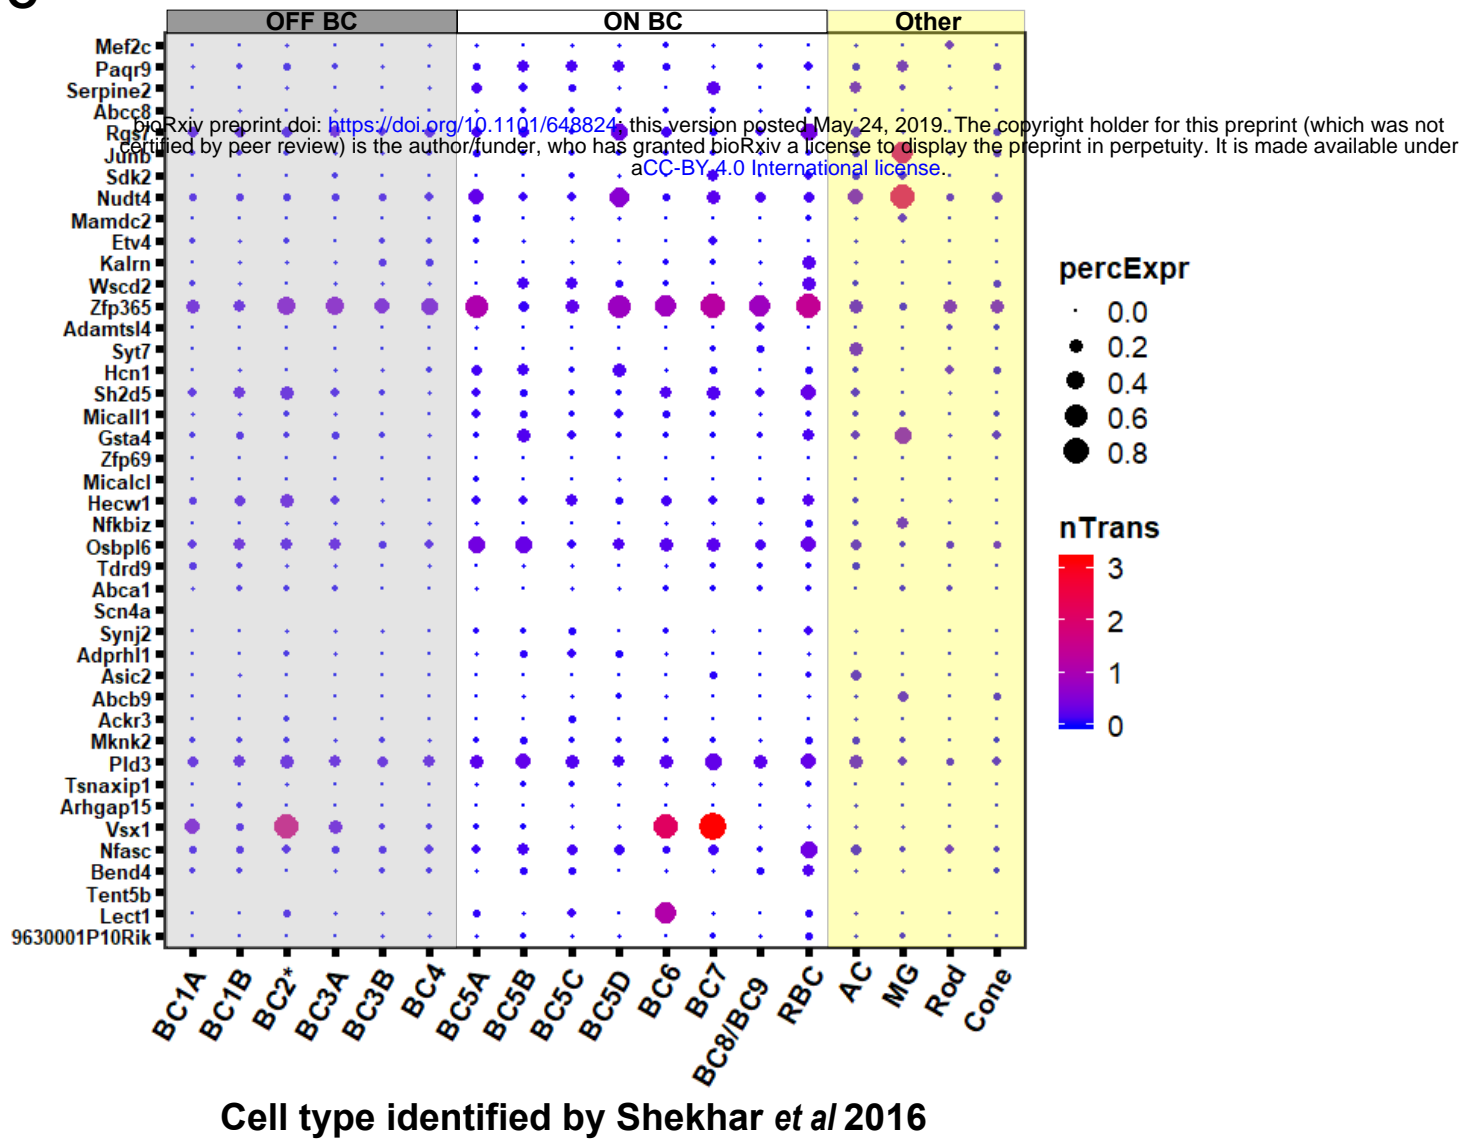 OFF BC
ON BC
Other
Mef2c
Paqr9
Serpine2
Abcc8
Rgs7
bioRxiv preprint doi: https://doi.org/10.1101/648824; this version posted May 24, 2019. The copyright holder for this preprint (which was not
Junb
certified by peer review) is the author/funder, who has granted bioRxiv a license to display the preprint in perpetuity. It is made available under
aCC-BY 4.0 International license.
Sdk2
Nudt4
Mamdc2
Etv4
Kalrn
Wscd2
Zfp365
Adamtsl4
Syt7
Hcn1
Sh2d5
Micall1
Gsta4
Zfp69
Micalcl
Hecw1
Nfkbiz
Osbpl6
Tdrd9
Abca1
Scn4a
Synj2
Adprhl1
Asic2
Abcb9
Ackr3
Mknk2
Pld3
Tsnaxip1
Arhgap15
Vsx1
Nfasc
Bend4
Tent5b
Lect1
9630001P10Rik
BC1A
BC1B
BC2*
BC3A
BC3B
BC4
BC5A
BC5B
BC5C
BC5D
BC6
BC7
BC8/BC9
RBC
AC
MG
Rod
Cone
percExpr
0.0
0.2
0.4
0.6
0.8
nTrans
3
2
1
0
Cell type identified by Shekhar et al 2016